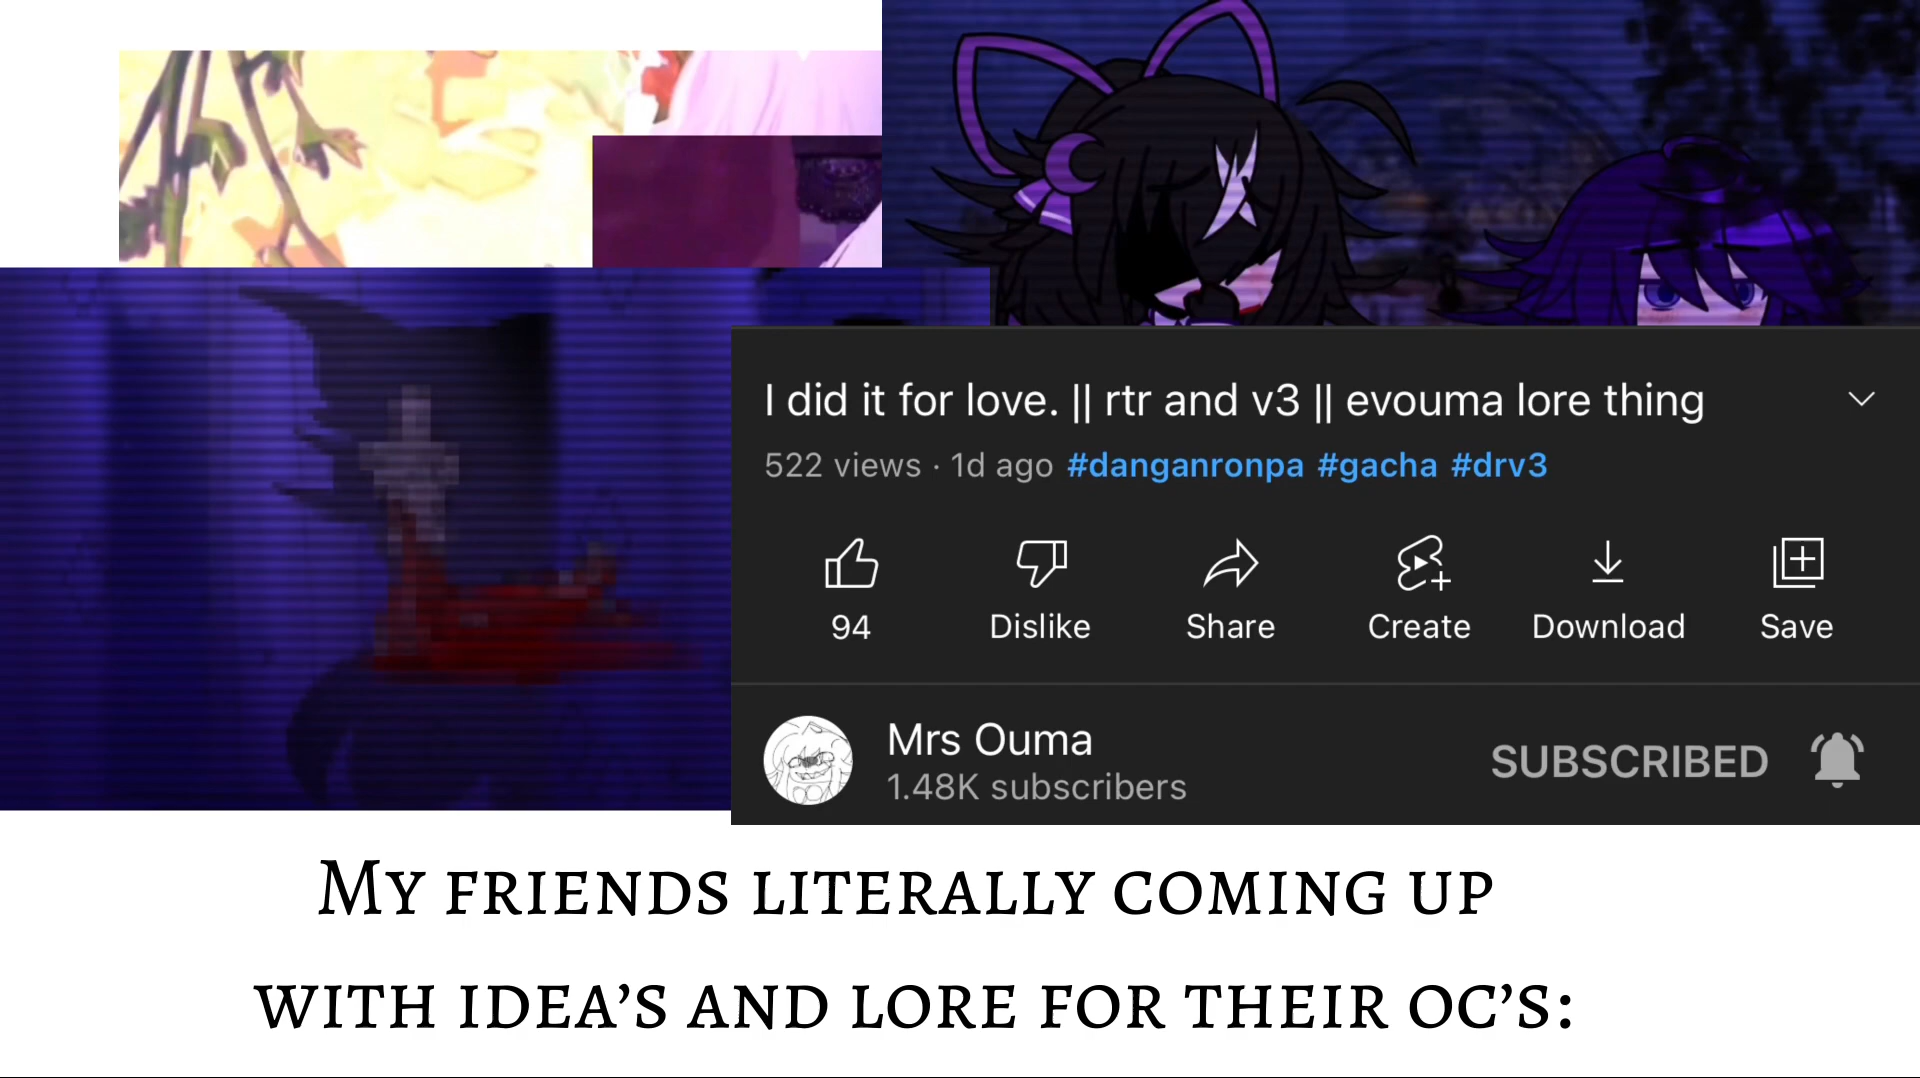 I did it for love. || rtr and v3 || evouma lore thing
522 views · 1d ago #danganronpa #gacha #drv3
94 Dislike Share Create Download Save
Mrs Ouma
1.48K subscribers
SUBSCRIBED
My friends literally coming up
with idea’s and lore for their oc’s: